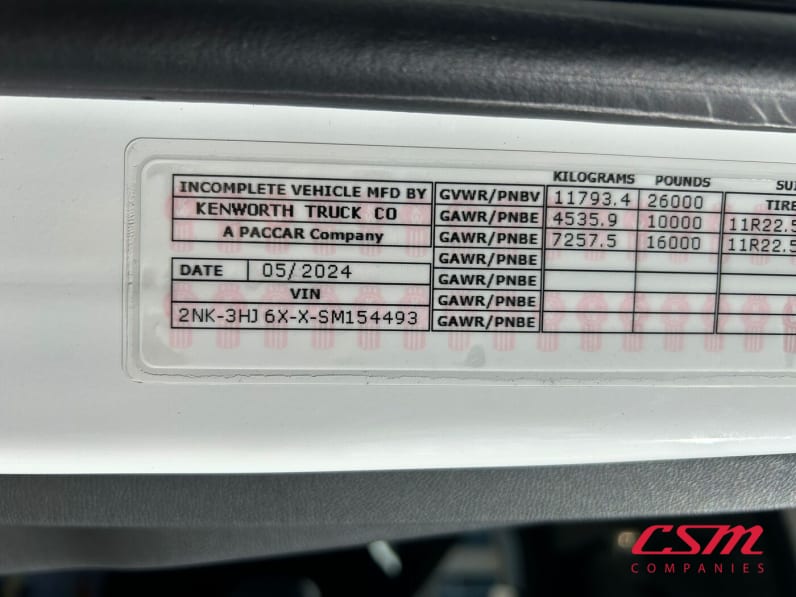 KILOGRAMS POUNDS
INCOMPLETE VEHICLE MFD BY GVWR/PNBV 11793.4 26000
KENWORTH TRUCK CO GAWR/PNBE 4535.9 10000 11R22.5
A PACCAR Company GAWR/PNBE 7257.5 16000 11R22.5
GAWR/PNBE
DATE 05/2024 GAWR/PNBE
VIN GAWR/PNBE
2NK-3HJ6X-X-SM154493 GAWR/PNBE
CSM
COMPANIES